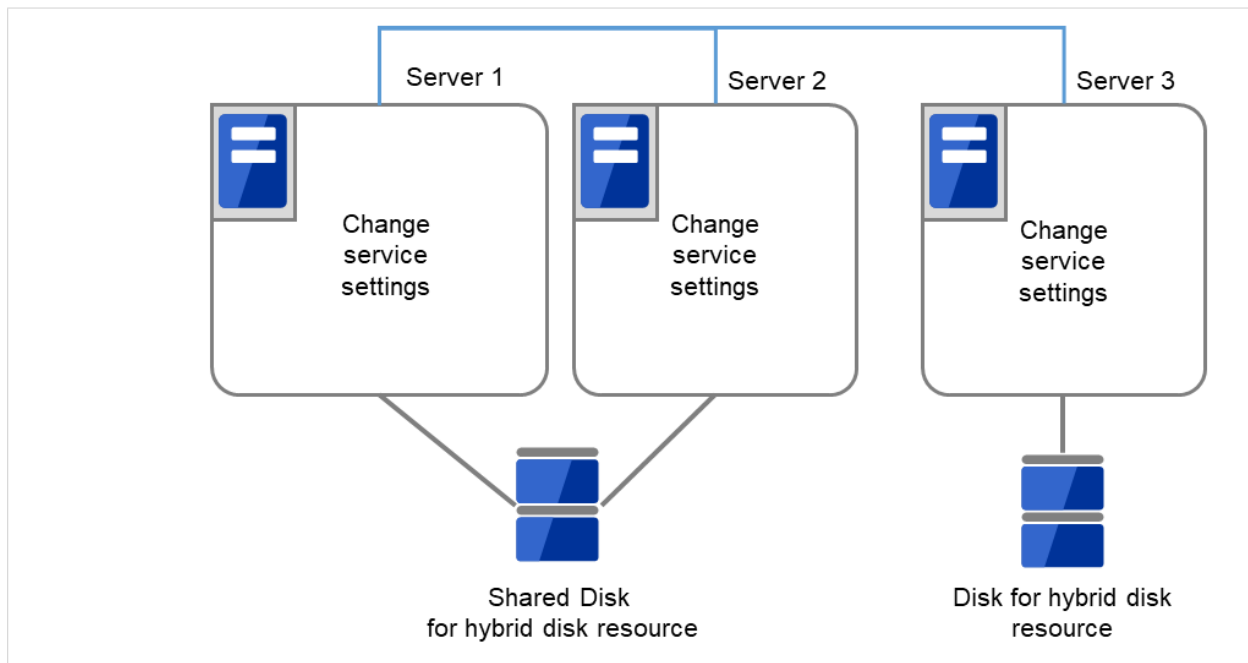 Server 1
Server 2
Server 3
Change
service
settings
Change
service
settings
Change
service
settings
Shared Disk
for hybrid disk resource
Disk for hybrid disk
resource